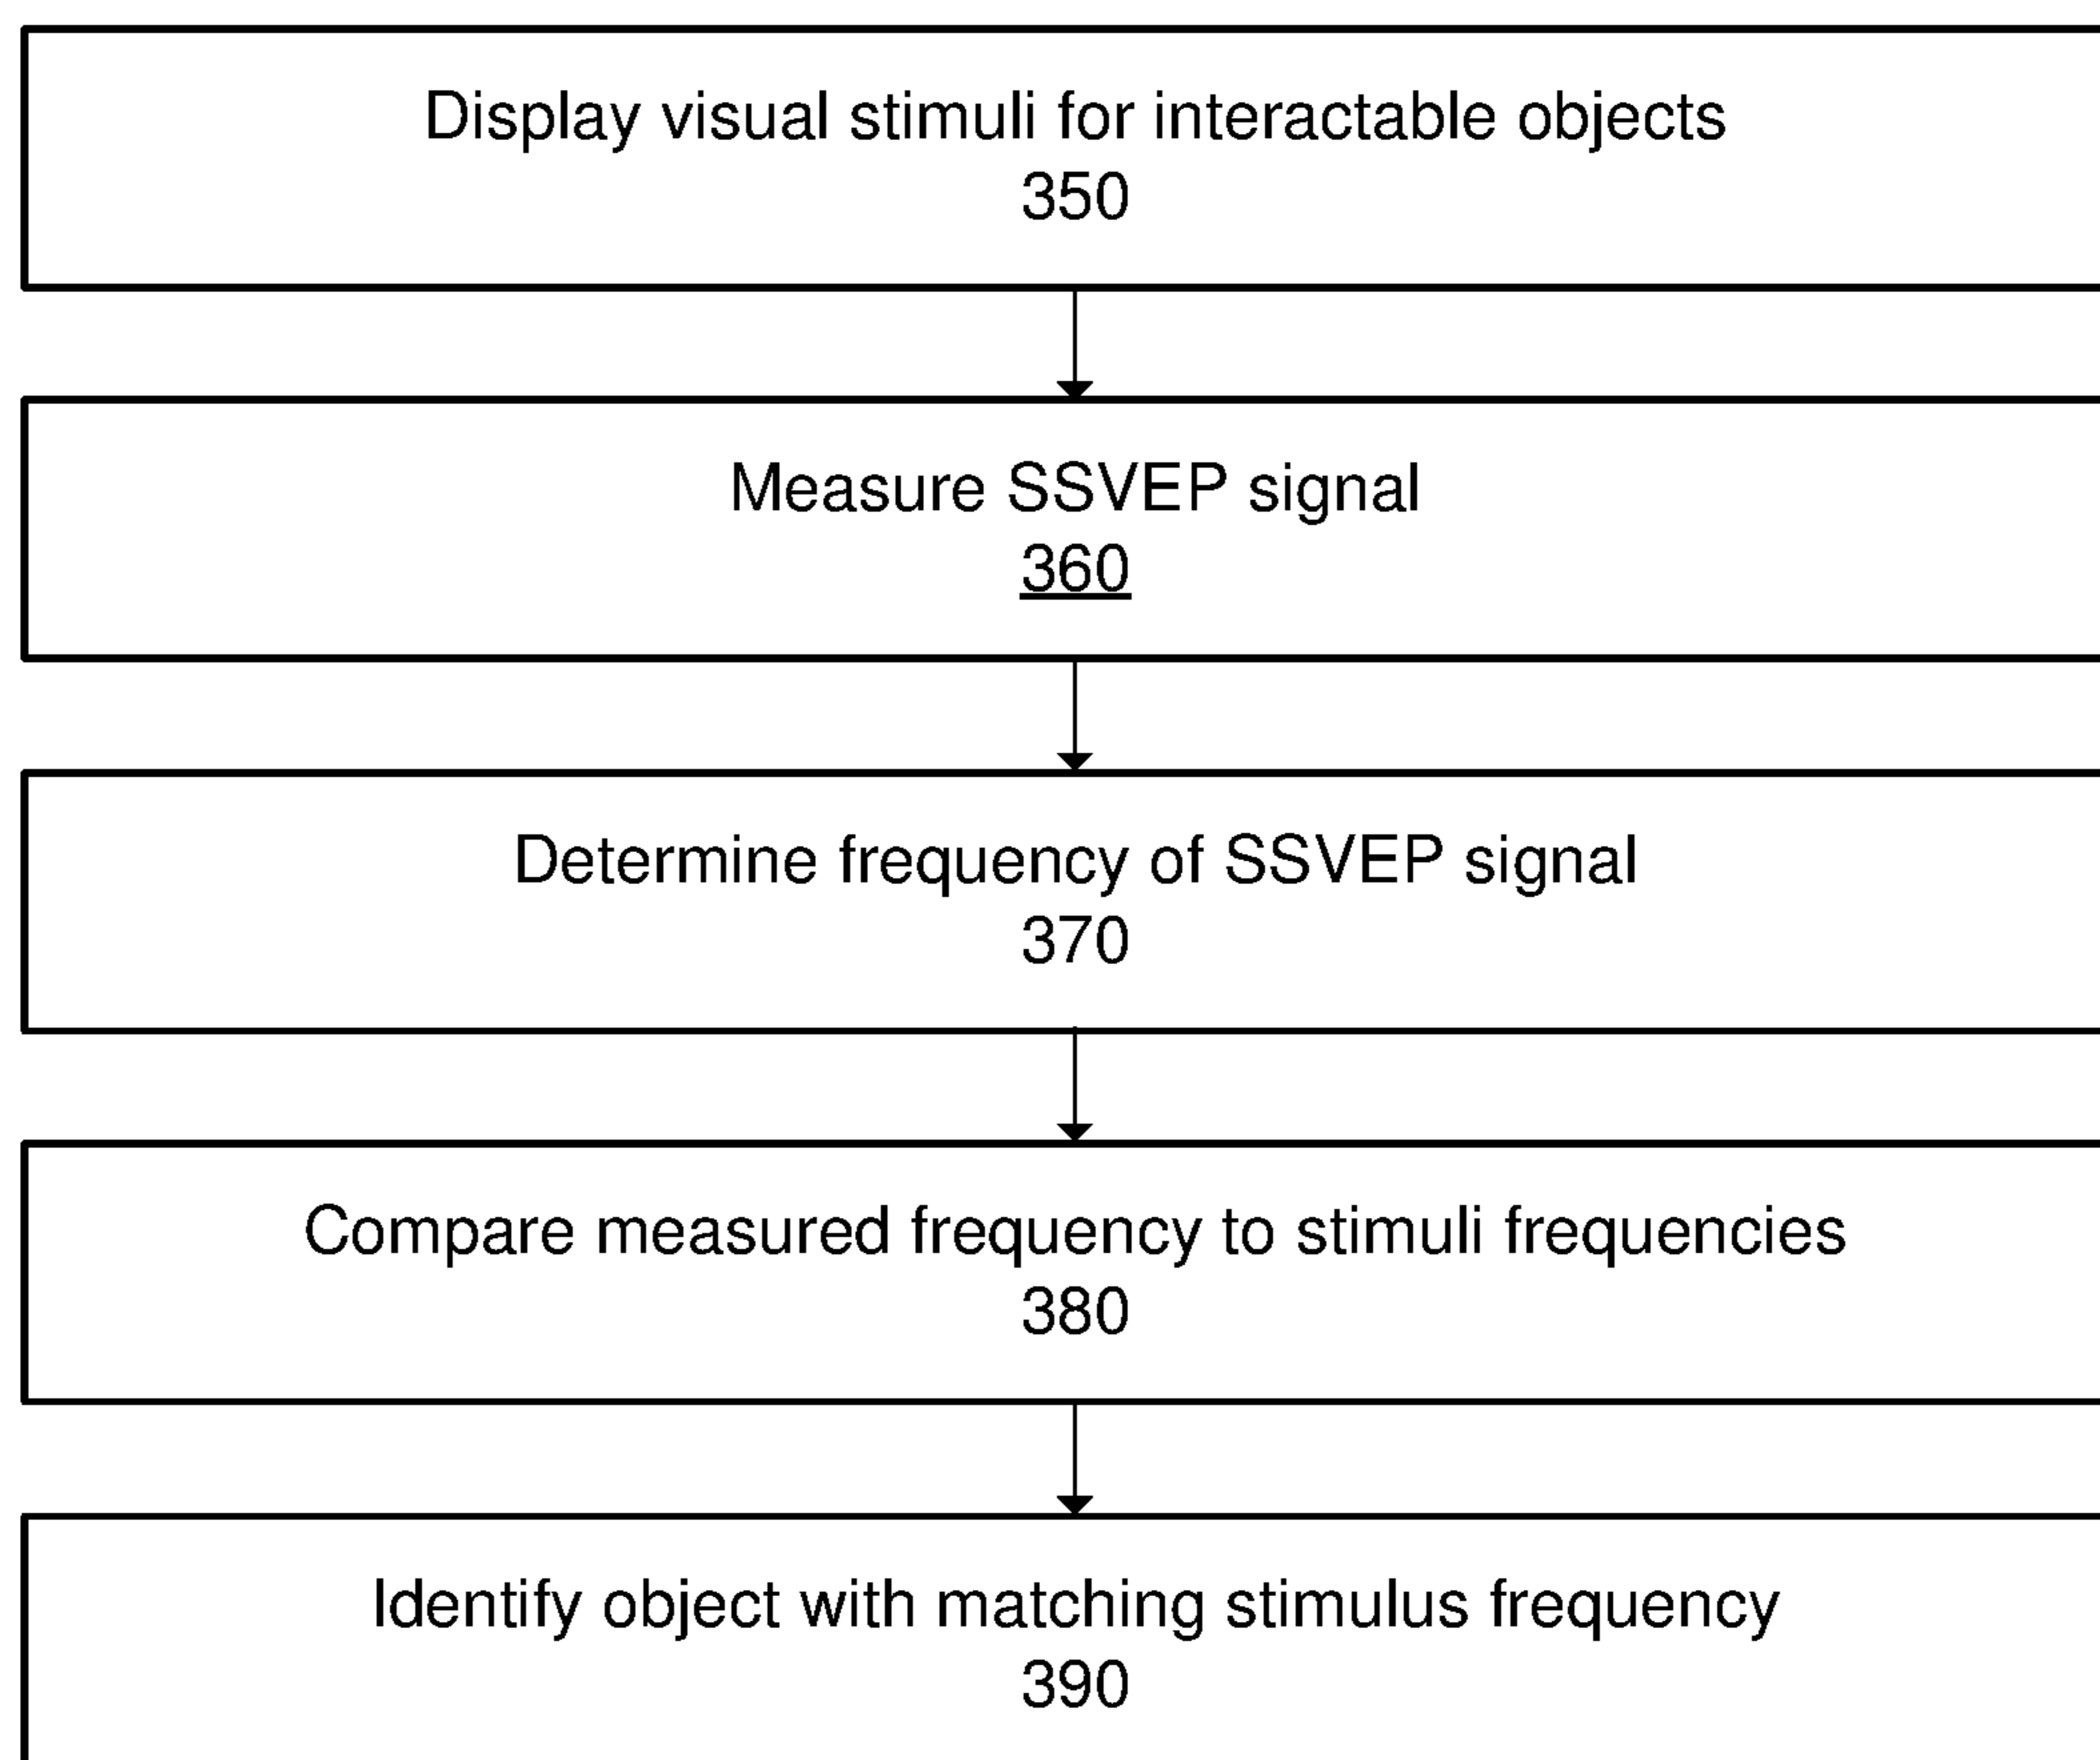 Display visual stimuli for interactable objects
350
Measure SSVEP signal
360
Determine frequency of SSVEP signal
370
Compare measured frequency to stimuli frequencies
380
Identify object with matching stimulus frequency
390